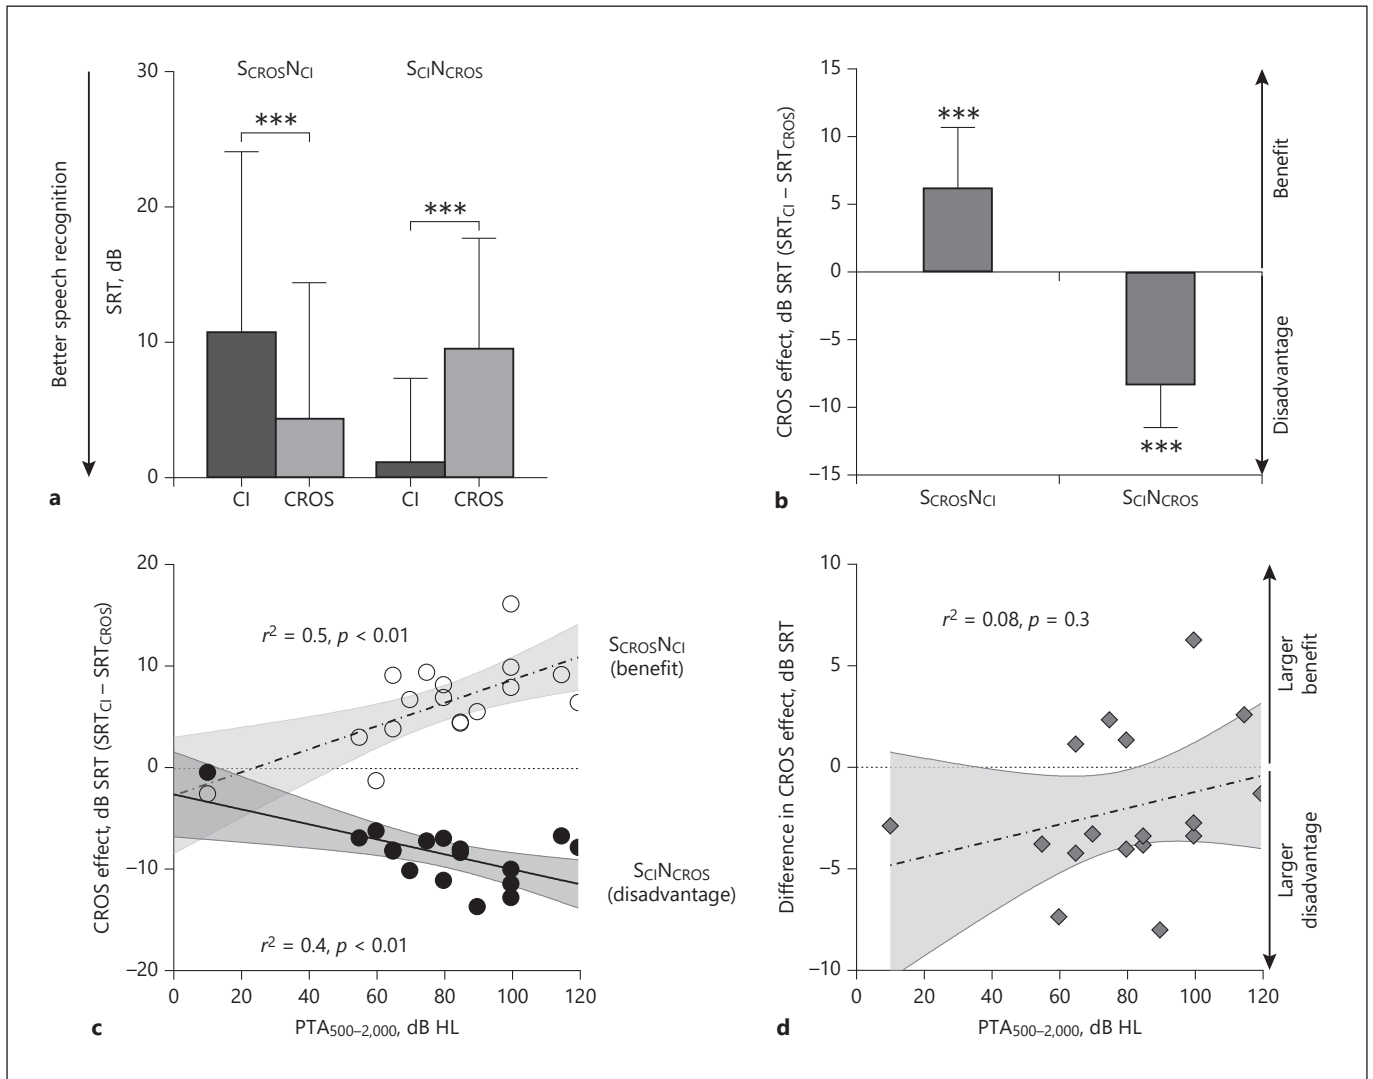 Better speech recognition
SRT, dB
30
20
10
0
SCROSNCI
SCINCROS
***
***
CI
CROS
CI
CROS
a
CROS effect, dB SRT (SRTCI – SRTCROS)
15
10
5
0
–5
–10
–15
***
***
SCROSNCI
SCINCROS
Benefit
Disadvantage
b
CROS effect, dB SRT (SRTCI – SRTCROS)
20
10
0
–10
–20
r2 = 0.5, p < 0.01
r2 = 0.4, p < 0.01
SCROSNCI
(benefit)
SCINCROS
(disadvantage)
0
20
40
60
80
100
120
PTA500–2,000, dB HL
c
Difference in CROS effect, dB SRT
10
5
0
–5
–10
r2 = 0.08, p = 0.3
Larger
benefit
Larger
disadvantage
0
20
40
60
80
100
120
PTA500–2,000, dB HL
d